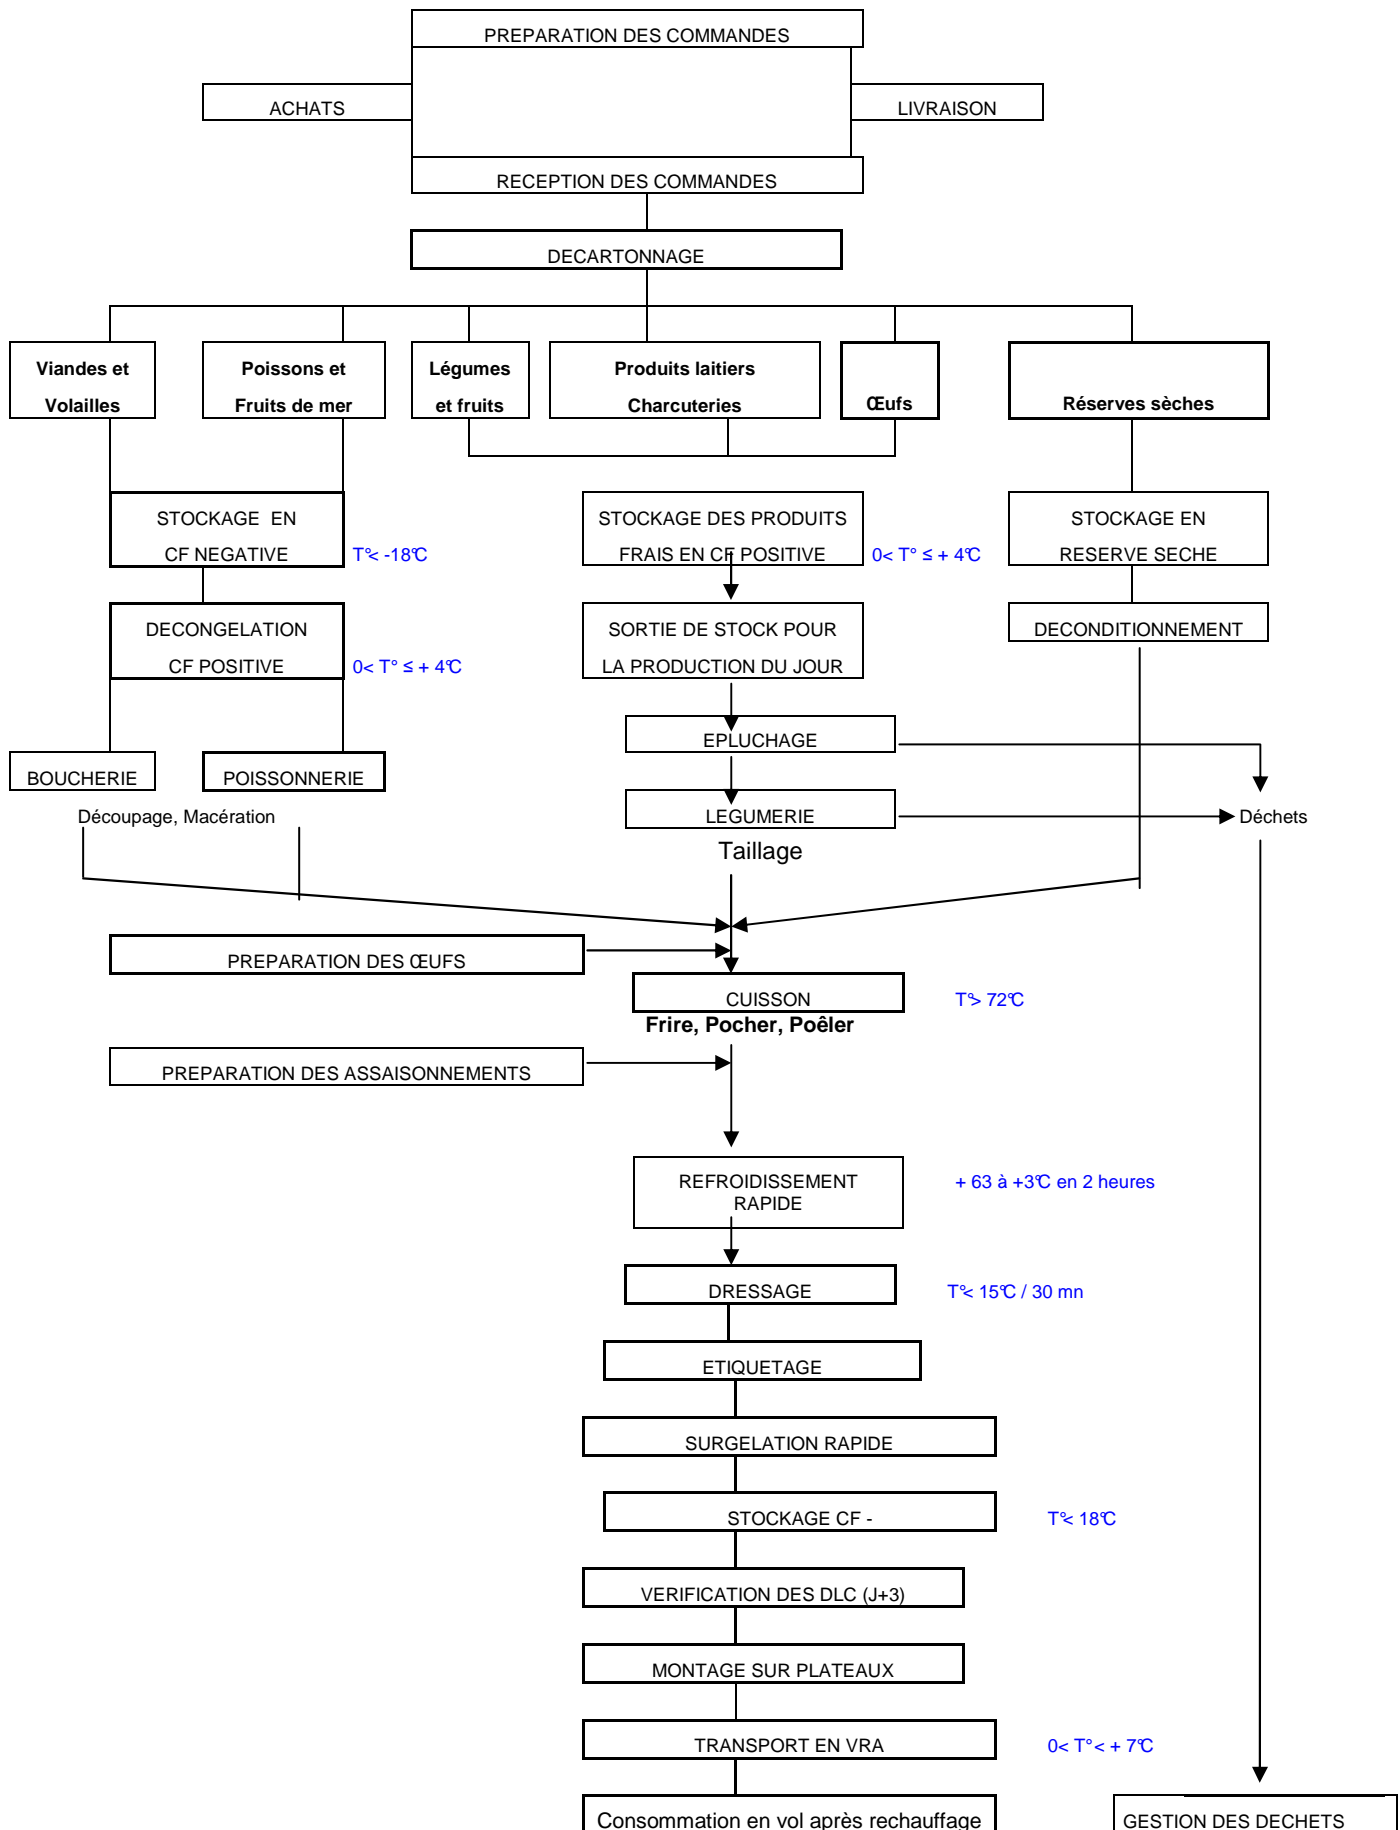 PREPARATION DES COMMANDES
ACHATS
LIVRAISON
RECEPTION DES COMMANDES
DECARTONNAGE
Viandes et
Volailles
Poissons et
Fruits de mer
Légumes
et fruits
Produits laitiers
Charcuteries
Œufs
Réserves sèches
STOCKAGE EN
CF NEGATIVE
T°< -18°C
STOCKAGE DES PRODUITS
FRAIS EN CF POSITIVE
0< T° ≤ + 4°C
STOCKAGE EN
RESERVE SECHE
DECONGELATION
CF POSITIVE
0< T° ≤ + 4°C
SORTIE DE STOCK POUR
LA PRODUCTION DU JOUR
DECONDITIONNEMENT
EPLUCHAGE
BOUCHERIE
POISSONNERIE
Découpage, Macération
LEGUMERIE
Déchets
Taillage
PREPARATION DES ŒUFS
CUISSON
T°> 72°C
Frire, Pocher, Poêler
PREPARATION DES ASSAISONNEMENTS
REFROIDISSEMENT
RAPIDE
+ 63 à +3°C en 2 heures
DRESSAGE
T°< 15°C / 30 mn
ETIQUETAGE
SURGELATION RAPIDE
STOCKAGE CF -
T°< 18°C
VERIFICATION DES DLC (J+3)
MONTAGE SUR PLATEAUX
TRANSPORT EN VRA
0< T° < + 7°C
Consommation en vol après rechauffage
GESTION DES DECHETS